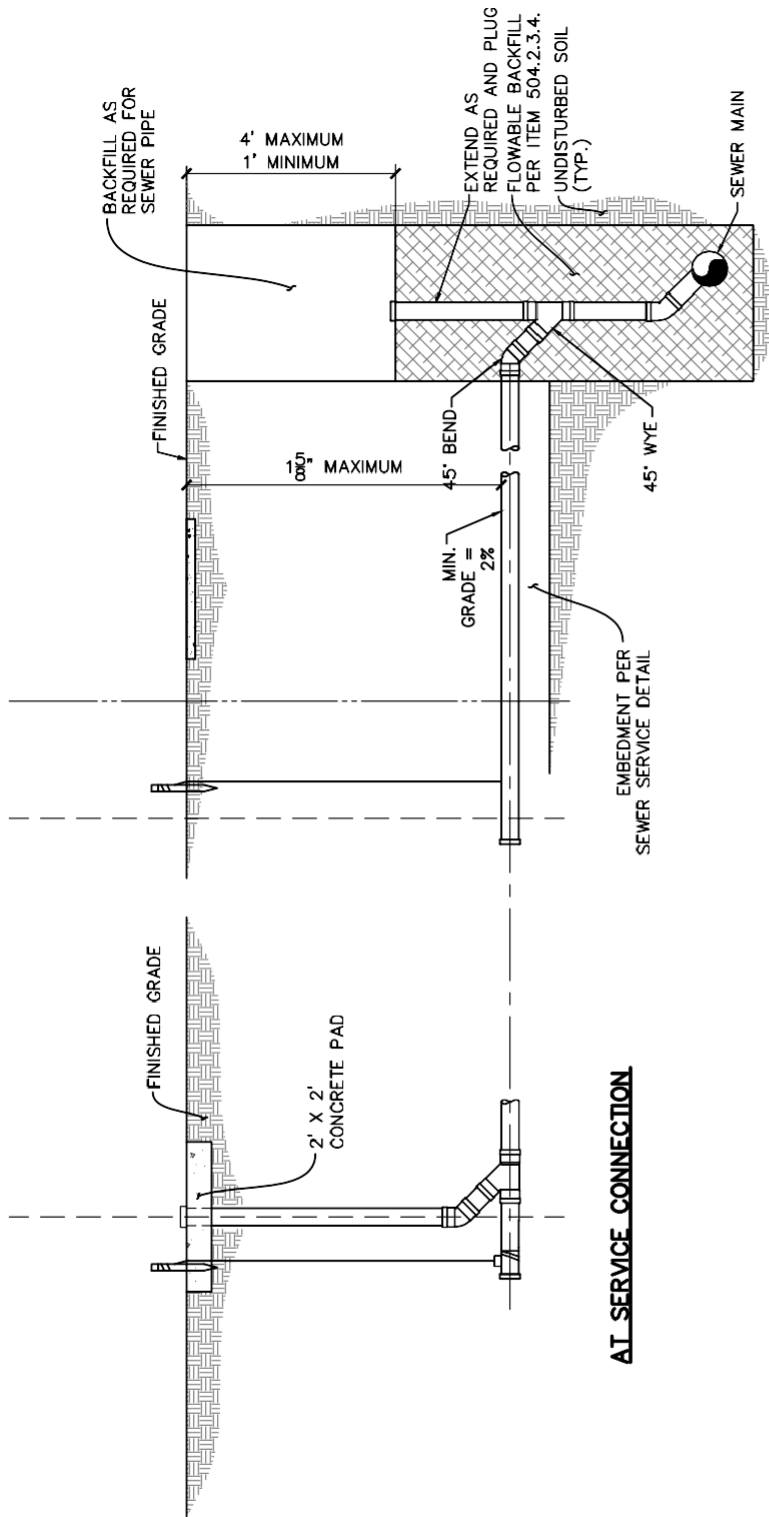 FINISHED GRADE
2' X 2'
CONCRETE PAD
AT SERVICE CONNECTION
FINISHED GRADE
MAXIMUM
MIN.
GRADE =
2%
EMBEDMENT PER
SEWER SERVICE DETAIL
45° BEND
45° WYE
BACKFILL AS
REQUIRED FOR
SEWER PIPE
4' MAXIMUM
1' MINIMUM
EXTEND AS
REQUIRED AND PLUG
FLOWABLE BACKFILL
PER ITEM 504.2.3.4.
UNDISTURBED SOIL
(TYP.)
SEWER MAIN